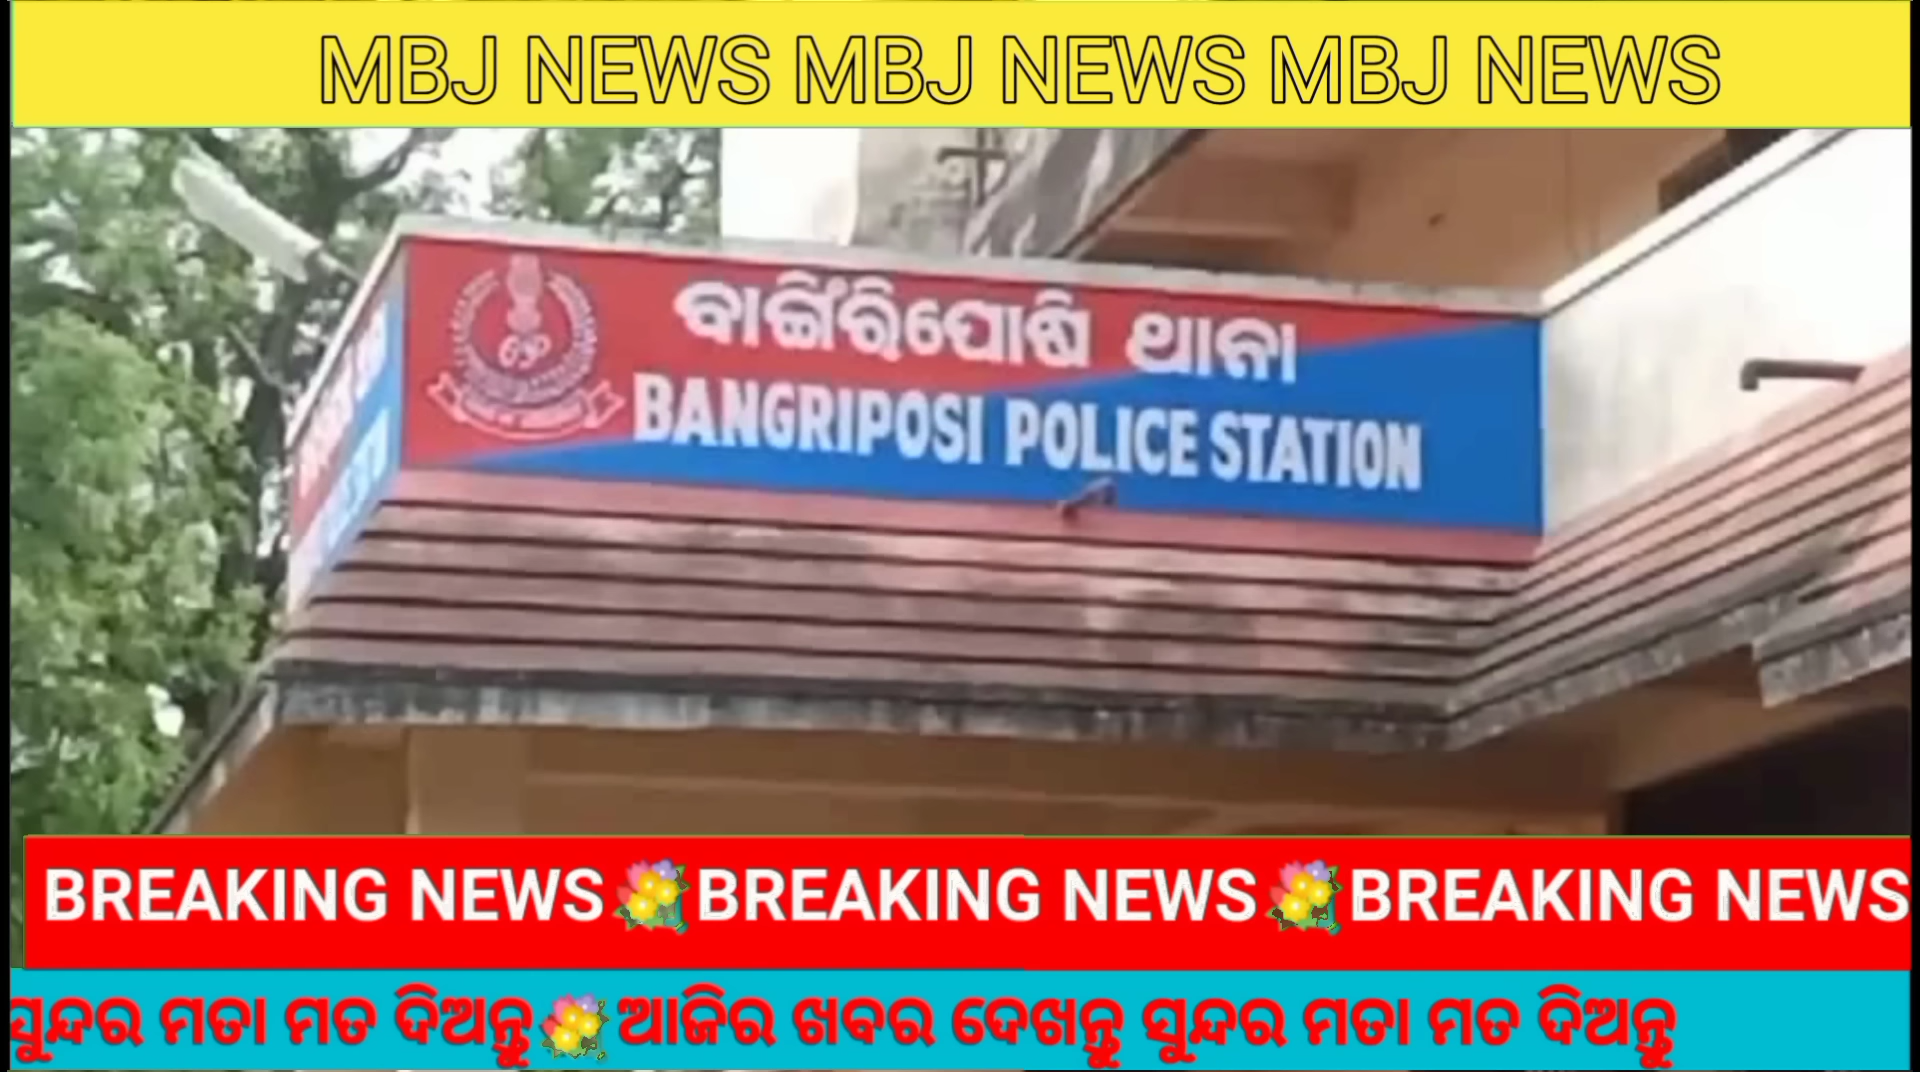 MBJ NEWS MBJ NEWS MBJ NEWS
ବାଙ୍ଗିରିପୋଷି ଥାନା
BANGRIPOSI POLICE STATION
BREAKING NEWS💐BREAKING NEWS💐BREAKING NEWS
ସୁନ୍ଦର ମତା ମତ ଦିଅନ୍ତୁ💐ଆଜିର ଖବର ଦେଖନ୍ତୁ ସୁନ୍ଦର ମତା ମତ ଦିଅନ୍ତୁ